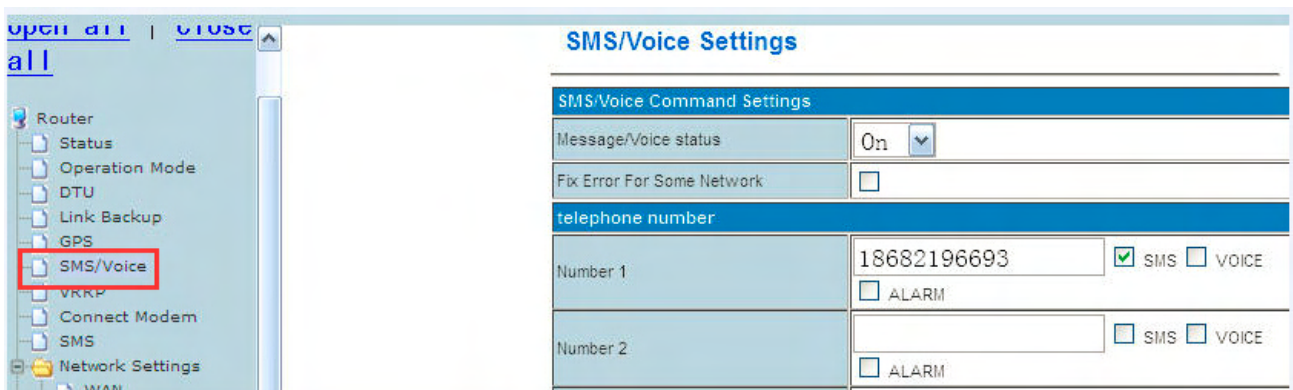 open all | close
all
Router
Status
Operation Mode
DTU
Link Backup
GPS
SMS/Voice
VRRP
Connect Modem
SMS
Network Settings
WAN
SMS/Voice Settings
SMS/Voice Command Settings
Message/Voice status On
Fix Error For Some Network
telephone number
Number 1 18682196693 SMS VOICE
ALARM
Number 2 SMS VOICE
ALARM